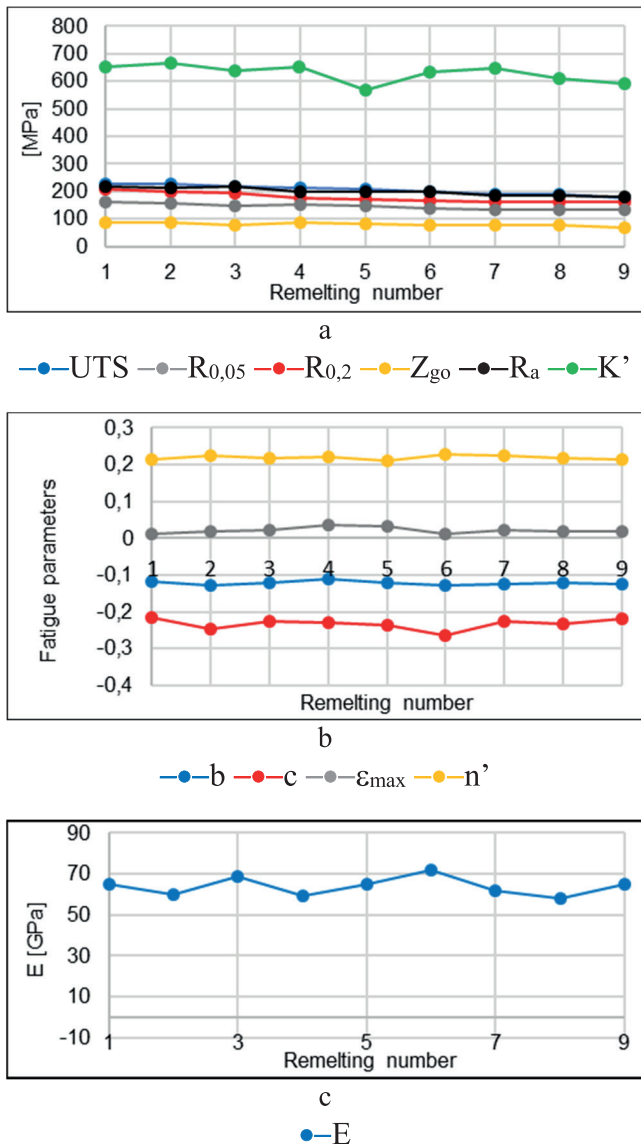 800
700
600
500
400
300
200
100
0
[MPa]
1 2 3 4 5 6 7 8 9
Remelting number
a
UTS R0,05 R0,2 Zgo Ra K’
0,3
0,2
0,1
0
-0,1
-0,2
-0,3
-0,4
Fatigue parameters
1 2 3 4 5 6 7 8 9
Remelting number
b
b c εmax n’
90
70
50
30
10
-10
E [GPa]
1 3 5 7 9
Remelting number
c
E